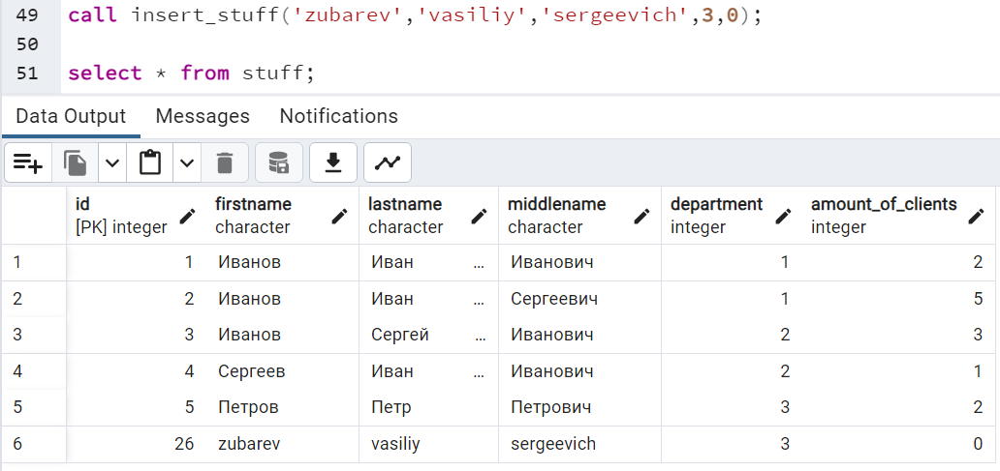 49 call insert_stuff('zubarev','vasiliy','sergeevich',3,0);
50
51 select * from stuff;
Data Output Messages Notifications
id firstname lastname middlename department amount_of_clients
[PK] integer character character character integer integer
1 1 Иванов Иван ... Иванович 1 2
2 2 Иванов Иван ... Сергеевич 1 5
3 3 Иванов Сергей ... Иванович 2 3
4 4 Сергеев Иван ... Иванович 2 1
5 5 Петров Петр Петрович 3 2
6 26 zubarev vasiliy sergeevich 3 0